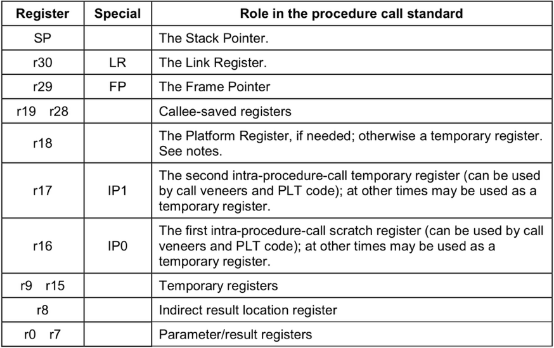 Register Special Role in the procedure call standard
SP The Stack Pointer.
r30 LR The Link Register.
r29 FP The Frame Pointer
r19 r28 Callee-saved registers
r18 The Platform Register, if needed; otherwise a temporary register.
See notes.
r17 IP1 The second intra-procedure-call temporary register (can be used
by call veneers and PLT code); at other times may be used as a
temporary register.
r16 IP0 The first intra-procedure-call scratch register (can be used by call
veneers and PLT code); at other times may be used as a
temporary register.
r9 r15 Temporary registers
r8 Indirect result location register
r0 r7 Parameter/result registers